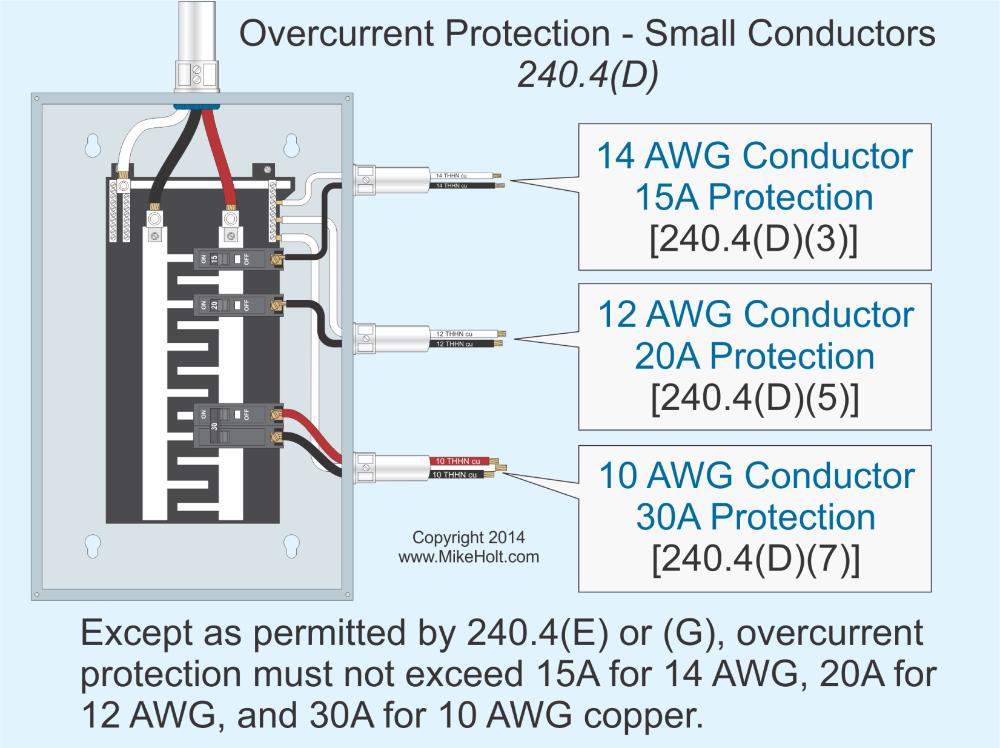 Overcurrent Protection - Small Conductors
240.4(D)
14 THHN cu
14 THHN cu
14 AWG Conductor
15A Protection
[240.4(D)(3)]
ON
15
OFF
ON
20
OFF
12 THHN cu
12 THHN cu
12 AWG Conductor
20A Protection
[240.4(D)(5)]
ON
30
OFF
10 THHN cu
10 THHN cu
10 AWG Conductor
30A Protection
[240.4(D)(7)]
Copyright 2014
www.MikeHolt.com
Except as permitted by 240.4(E) or (G), overcurrent
protection must not exceed 15A for 14 AWG, 20A for
12 AWG, and 30A for 10 AWG copper.